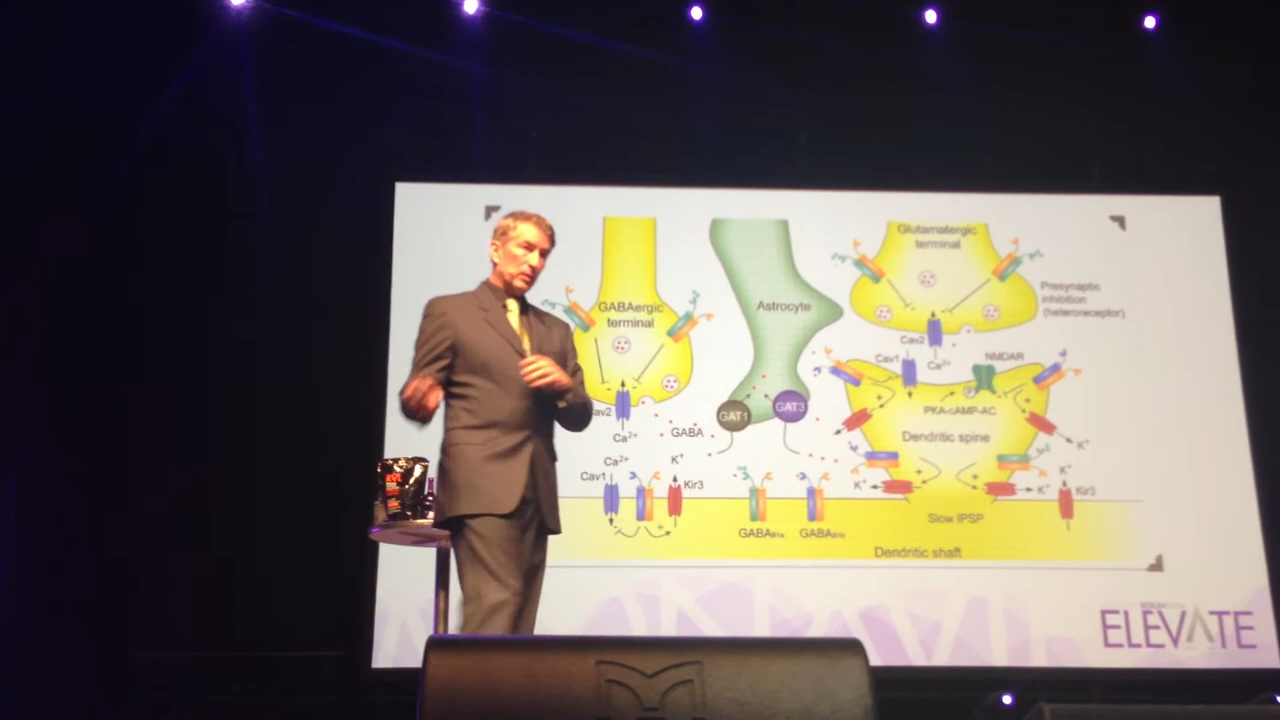 GABAergic
terminal
Cav2
Ca2+
GABA
Ca2+
Cav1
K+
Kir3
Astrocyte
GAT1
GAT3
GABAB1a
GABAB1b
Glutamatergic
terminal
Presynaptic
inhibition
(heteroreceptor)
Cav2
Ca2+
Cav1
NMDAR
P
PKA-cAMP-AC
Dendritic spine
K+
K+
K+
K+
Kir3
Slow IPSP
Dendritic shaft
ELEVATE